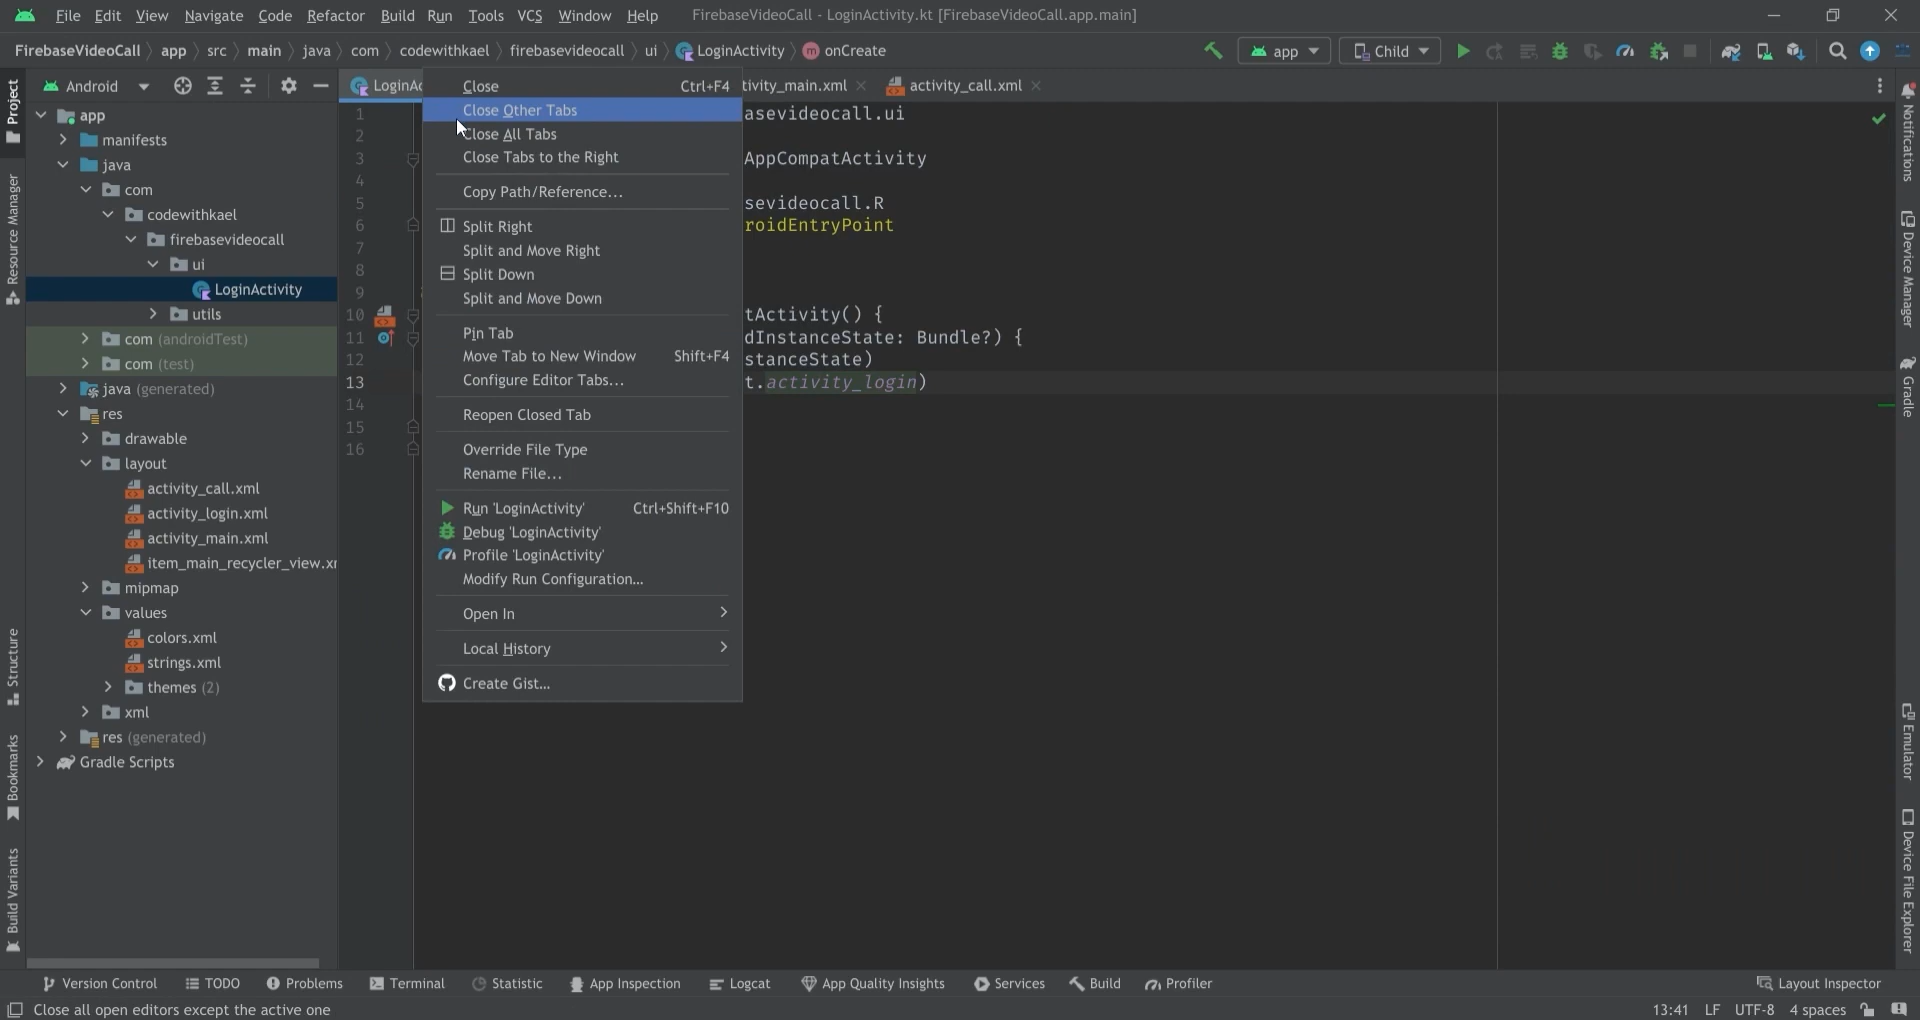 File Edit View Navigate Code Refactor Build Run Tools VCS Window Help FirebaseVideoCall - LoginActivity.kt [FirebaseVideoCall.app.main]
FirebaseVideoCall app src main java com codewithkael firebasevideocall ui LoginActivity onCreate app Child
Android
app
manifests
java
com
codewithkael
firebasevideocall
ui
LoginActivity
utils
com (androidTest)
com (test)
java (generated)
res
drawable
layout
activity_call.xml
activity_login.xml
activity_main.xml
item_main_recycler_view.x
mipmap
values
colors.xml
strings.xml
themes (2)
xml
res (generated)
Gradle Scripts
Project
Resource Manager
Structure
Bookmarks
Build Variants
LoginA tivity_main.xml activity_call.xml
1 asevideocall.ui
2
3 AppCompatActivity
4
5 sevideocall.R
6 roidEntryPoint
7
8
9
10 tActivity() {
11 dInstanceState: Bundle?) {
12 stanceState)
13 t.activity_login)
14
15
16
Close Ctrl+F4
Close Other Tabs
Close All Tabs
Close Tabs to the Right
Copy Path/Reference...
Split Right
Split and Move Right
Split Down
Split and Move Down
Pin Tab
Move Tab to New Window Shift+F4
Configure Editor Tabs...
Reopen Closed Tab
Override File Type
Rename File...
Run 'LoginActivity' Ctrl+Shift+F10
Debug 'LoginActivity'
Profile 'LoginActivity'
Modify Run Configuration...
Open In
Local History
Create Gist...
Notifications
Device Manager
Gradle
Emulator
Device File Explorer
Version Control TODO Problems Terminal Statistic App Inspection Logcat App Quality Insights Services Build Profiler Layout Inspector
Close all open editors except the active one 13:41 LF UTF-8 4 spaces